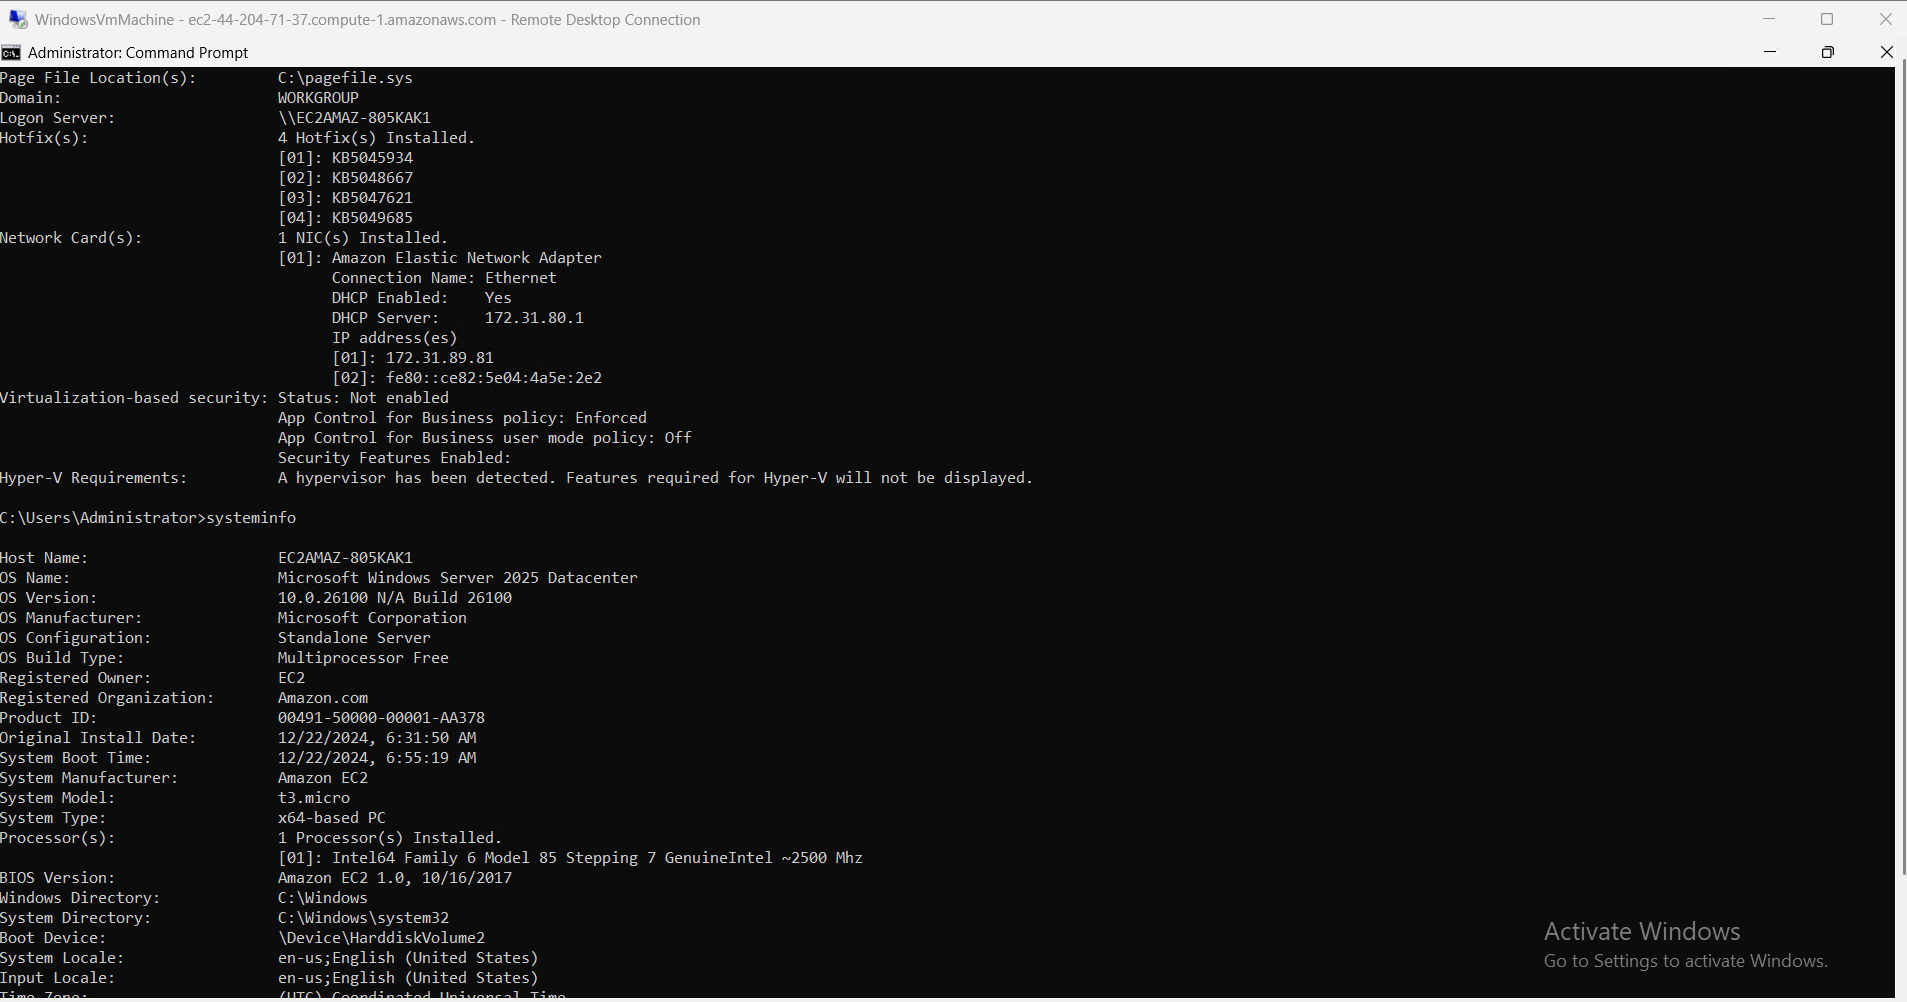 WindowsVmMachine - ec2-44-204-71-37.compute-1.amazonaws.com - Remote Desktop Connection
Administrator: Command Prompt
Page File Location(s):         C:\pagefile.sys
Domain:                        WORKGROUP
Logon Server:                  \\EC2AMAZ-805KAK1
Hotfix(s):                     4 Hotfix(s) Installed.
                               [01]: KB5045934
                               [02]: KB5048667
                               [03]: KB5047621
                               [04]: KB5049685
Network Card(s):               1 NIC(s) Installed.
                               [01]: Amazon Elastic Network Adapter
                                     Connection Name: Ethernet
                                     DHCP Enabled:    Yes
                                     DHCP Server:     172.31.80.1
                                     IP address(es)
                                     [01]: 172.31.89.81
                                     [02]: fe80::ce82:5e04:4a5e:2e2
Virtualization-based security: Status: Not enabled
                               App Control for Business policy: Enforced
                               App Control for Business user mode policy: Off
                               Security Features Enabled:
Hyper-V Requirements:          A hypervisor has been detected. Features required for Hyper-V will not be displayed.
C:\Users\Administrator>systeminfo
Host Name:                     EC2AMAZ-805KAK1
OS Name:                       Microsoft Windows Server 2025 Datacenter
OS Version:                    10.0.26100 N/A Build 26100
OS Manufacturer:               Microsoft Corporation
OS Configuration:              Standalone Server
OS Build Type:                 Multiprocessor Free
Registered Owner:              EC2
Registered Organization:       Amazon.com
Product ID:                    00491-50000-00001-AA378
Original Install Date:         12/22/2024, 6:31:50 AM
System Boot Time:              12/22/2024, 6:55:19 AM
System Manufacturer:           Amazon EC2
System Model:                  t3.micro
System Type:                   x64-based PC
Processor(s):                  1 Processor(s) Installed.
                               [01]: Intel64 Family 6 Model 85 Stepping 7 GenuineIntel ~2500 Mhz
BIOS Version:                  Amazon EC2 1.0, 10/16/2017
Windows Directory:             C:\Windows
System Directory:              C:\Windows\system32
Boot Device:                   \Device\HarddiskVolume2
System Locale:                 en-us;English (United States)
Input Locale:                  en-us;English (United States)
Time Zone:                     (UTC) Coordinated Universal Time
Activate Windows
Go to Settings to activate Windows.